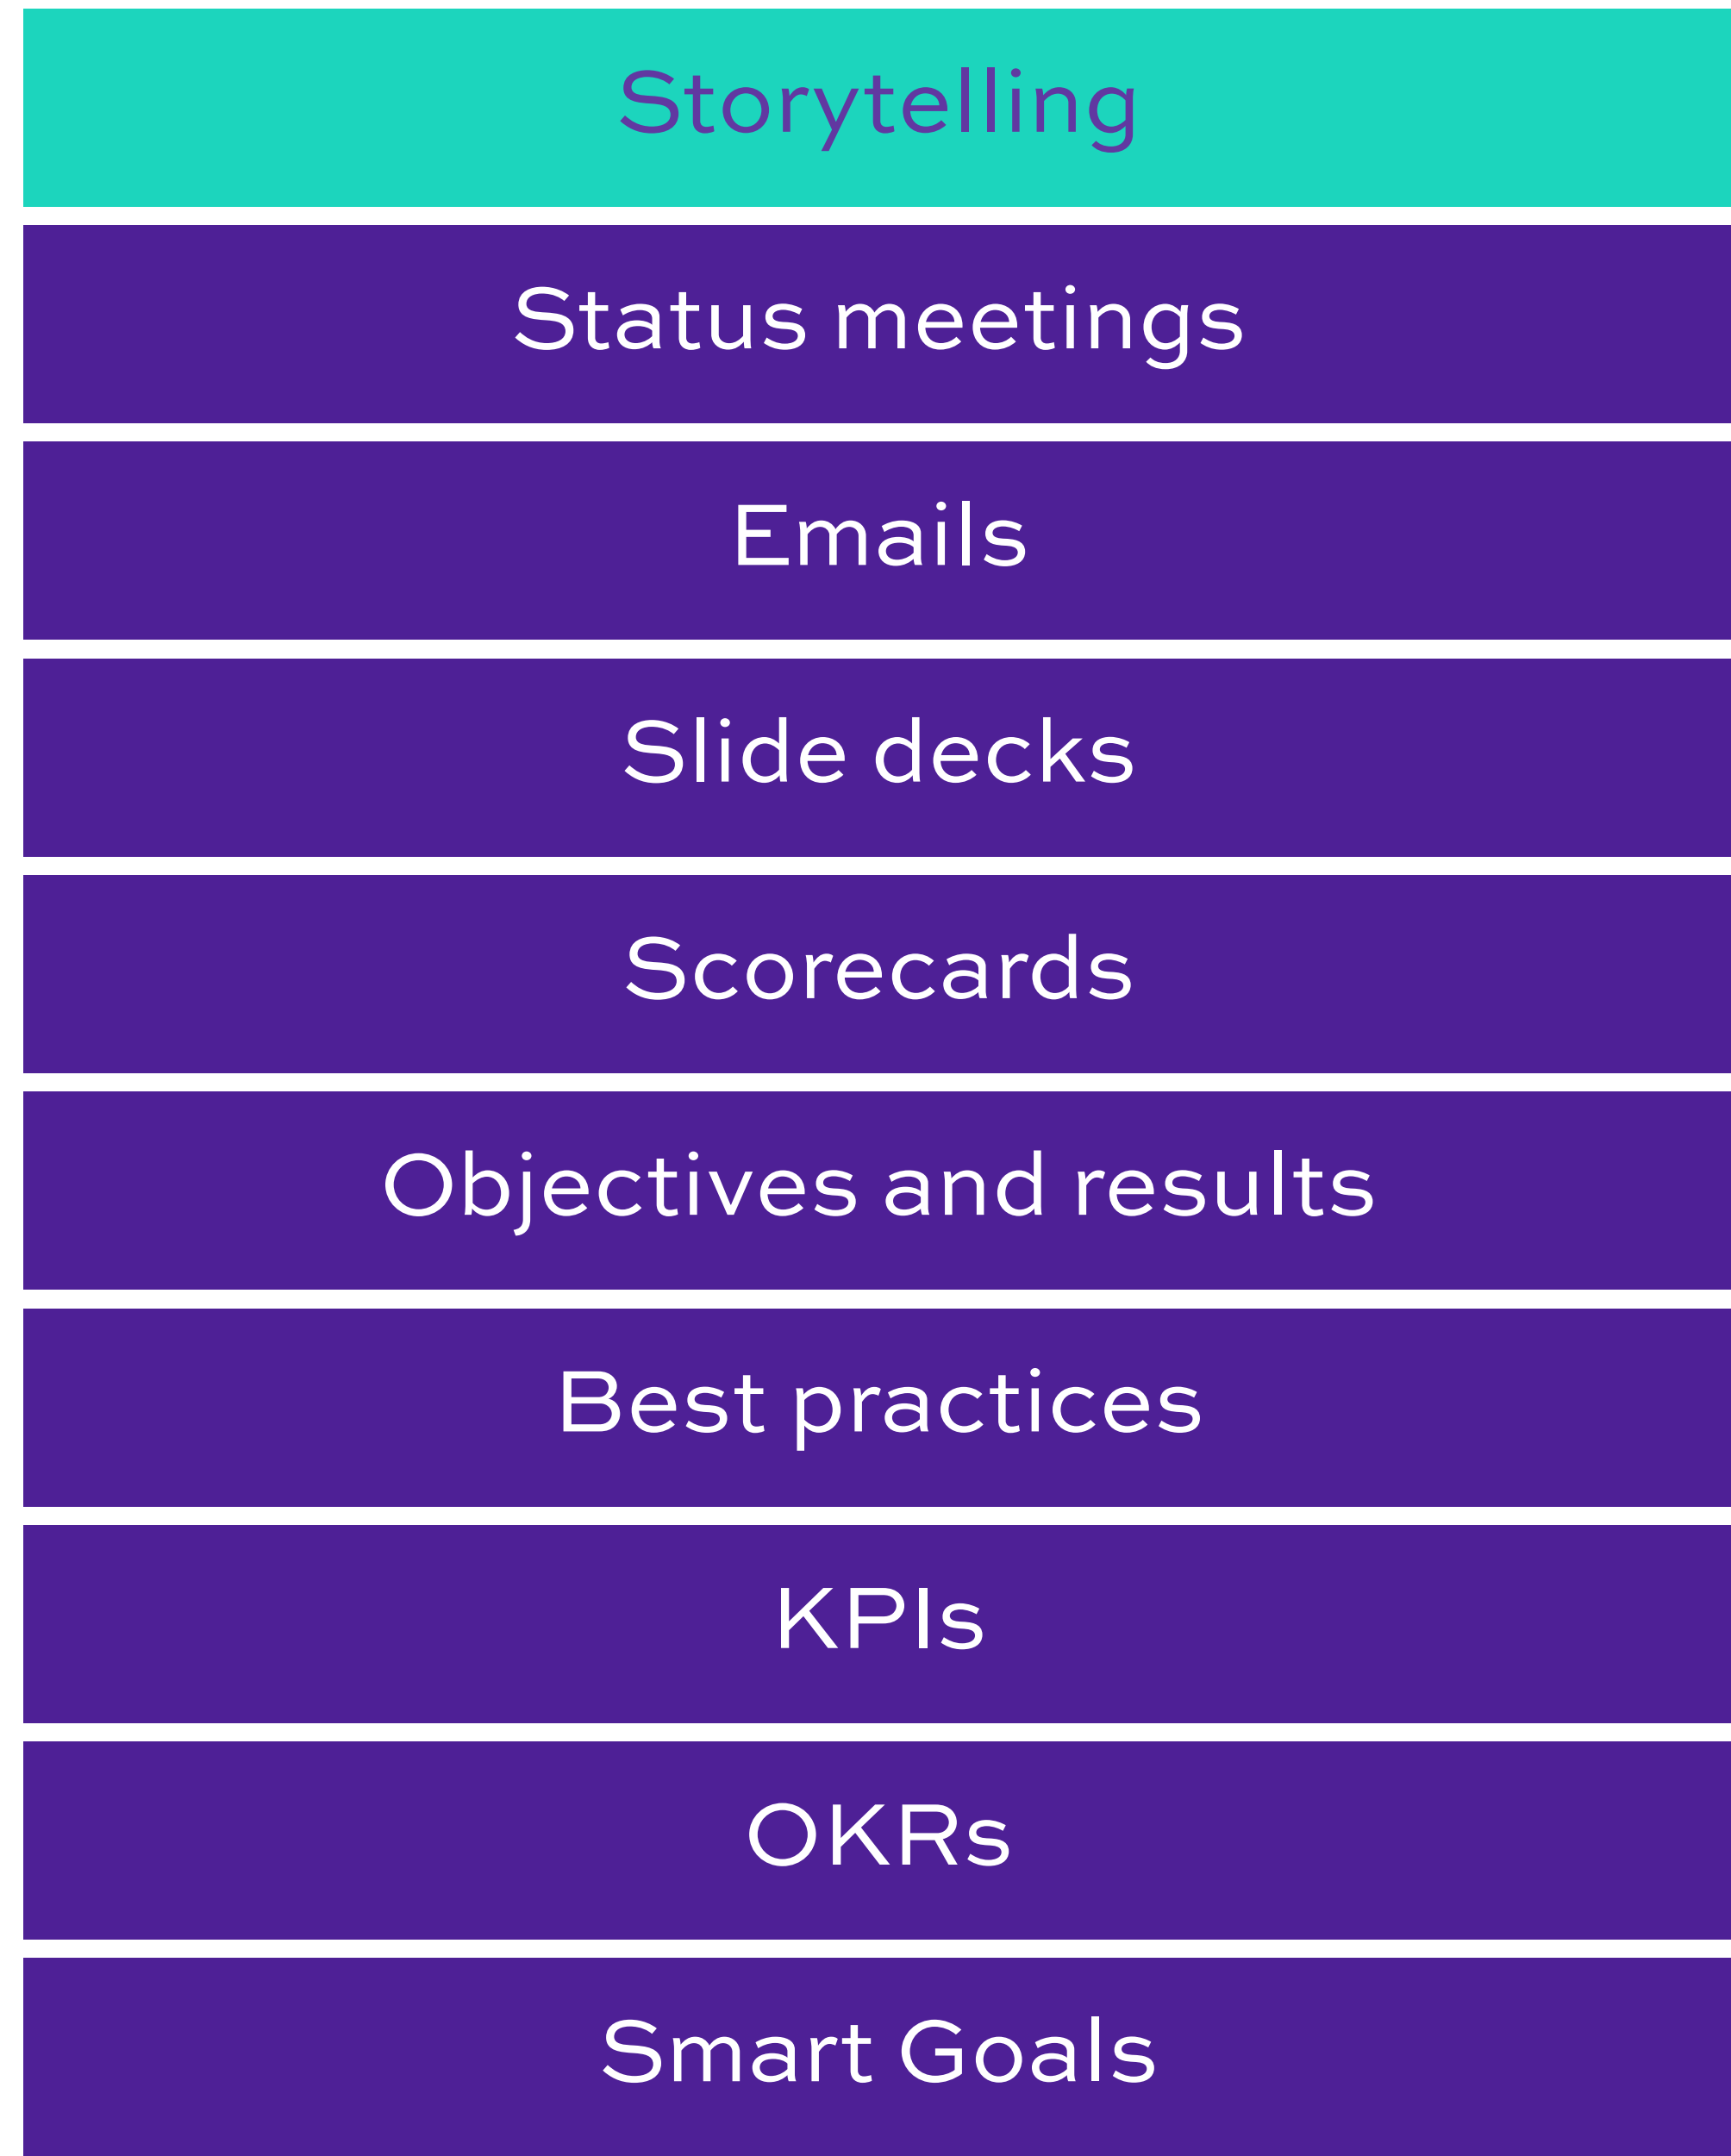 Storytelling
Status meetings
Emails
Slide decks
Scorecards
Objectives and results
Best practices
KPIs
OKRs
Smart Goals